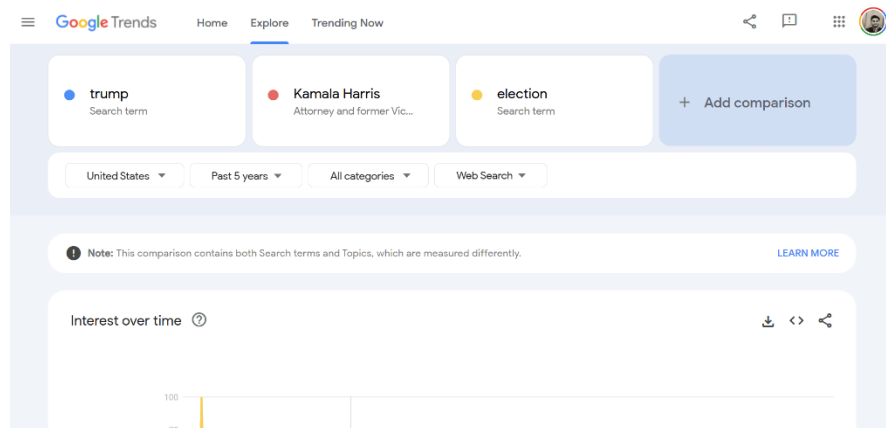 Google Trends Home Explore Trending Now
trump
Search term
Kamala Harris
Attorney and former Vic...
election
Search term
+ Add comparison
United States Past 5 years All categories Web Search
! Note: This comparison contains both Search terms and Topics, which are measured differently. LEARN MORE
Interest over time ?
100